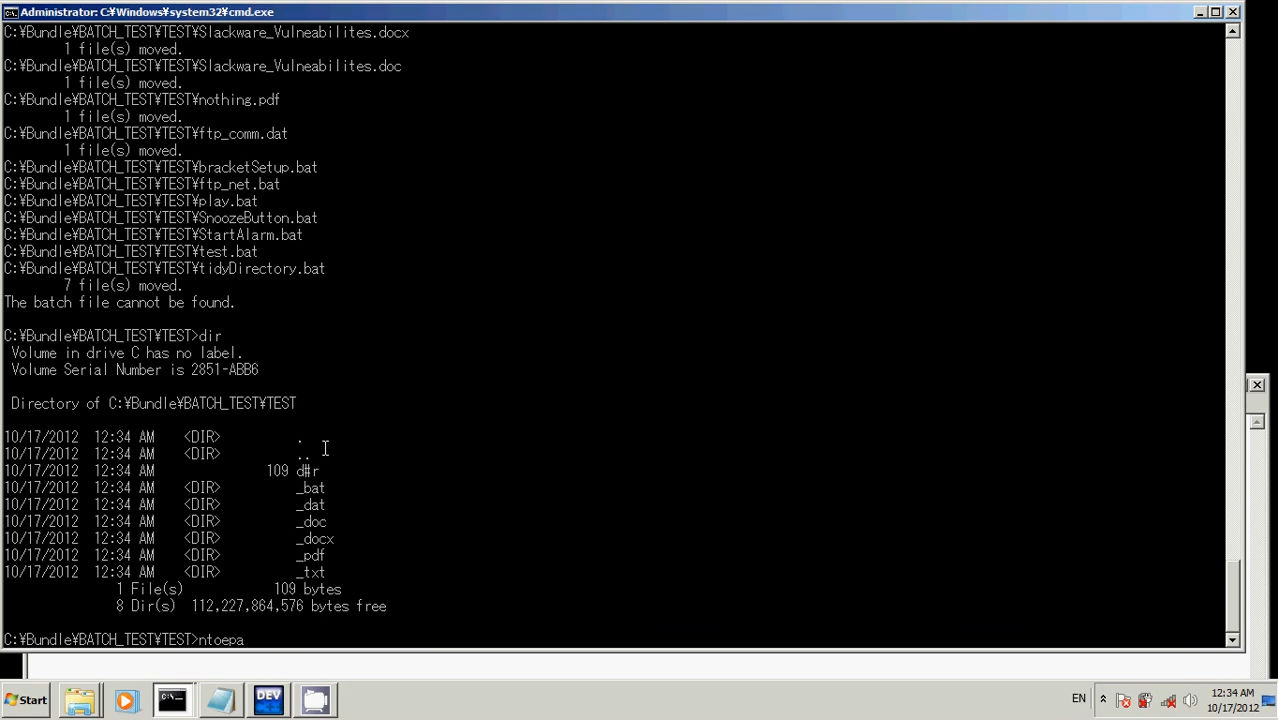 Administrator: C:¥Windows¥system32¥cmd.exe
C:¥Bundle¥BATCH_TEST¥TEST¥Slackware_Vulneabilites.docx
1 file(s) moved.
C:¥Bundle¥BATCH_TEST¥TEST¥Slackware_Vulneabilites.doc
1 file(s) moved.
C:¥Bundle¥BATCH_TEST¥TEST¥nothing.pdf
1 file(s) moved.
C:¥Bundle¥BATCH_TEST¥TEST¥ftp_comm.dat
1 file(s) moved.
C:¥Bundle¥BATCH_TEST¥TEST¥bracketSetup.bat
C:¥Bundle¥BATCH_TEST¥TEST¥ftp_net.bat
C:¥Bundle¥BATCH_TEST¥TEST¥play.bat
C:¥Bundle¥BATCH_TEST¥TEST¥SnoozeButton.bat
C:¥Bundle¥BATCH_TEST¥TEST¥StartAlarm.bat
C:¥Bundle¥BATCH_TEST¥TEST¥test.bat
C:¥Bundle¥BATCH_TEST¥TEST¥tidyDirectory.bat
7 file(s) moved.
The batch file cannot be found.
C:¥Bundle¥BATCH_TEST¥TEST>dir
Volume in drive C has no label.
Volume Serial Number is 2851-ABB6
Directory of C:¥Bundle¥BATCH_TEST¥TEST
10/17/2012 12:34 AM <DIR> .
10/17/2012 12:34 AM <DIR> ..
10/17/2012 12:34 AM 109 d#r
10/17/2012 12:34 AM <DIR> _bat
10/17/2012 12:34 AM <DIR> _dat
10/17/2012 12:34 AM <DIR> _doc
10/17/2012 12:34 AM <DIR> _docx
10/17/2012 12:34 AM <DIR> _pdf
10/17/2012 12:34 AM <DIR> _txt
1 File(s) 109 bytes
8 Dir(s) 112,227,864,576 bytes free
C:¥Bundle¥BATCH_TEST¥TEST>ntoepa
Start
DEV
EN
12:34 AM
10/17/2012